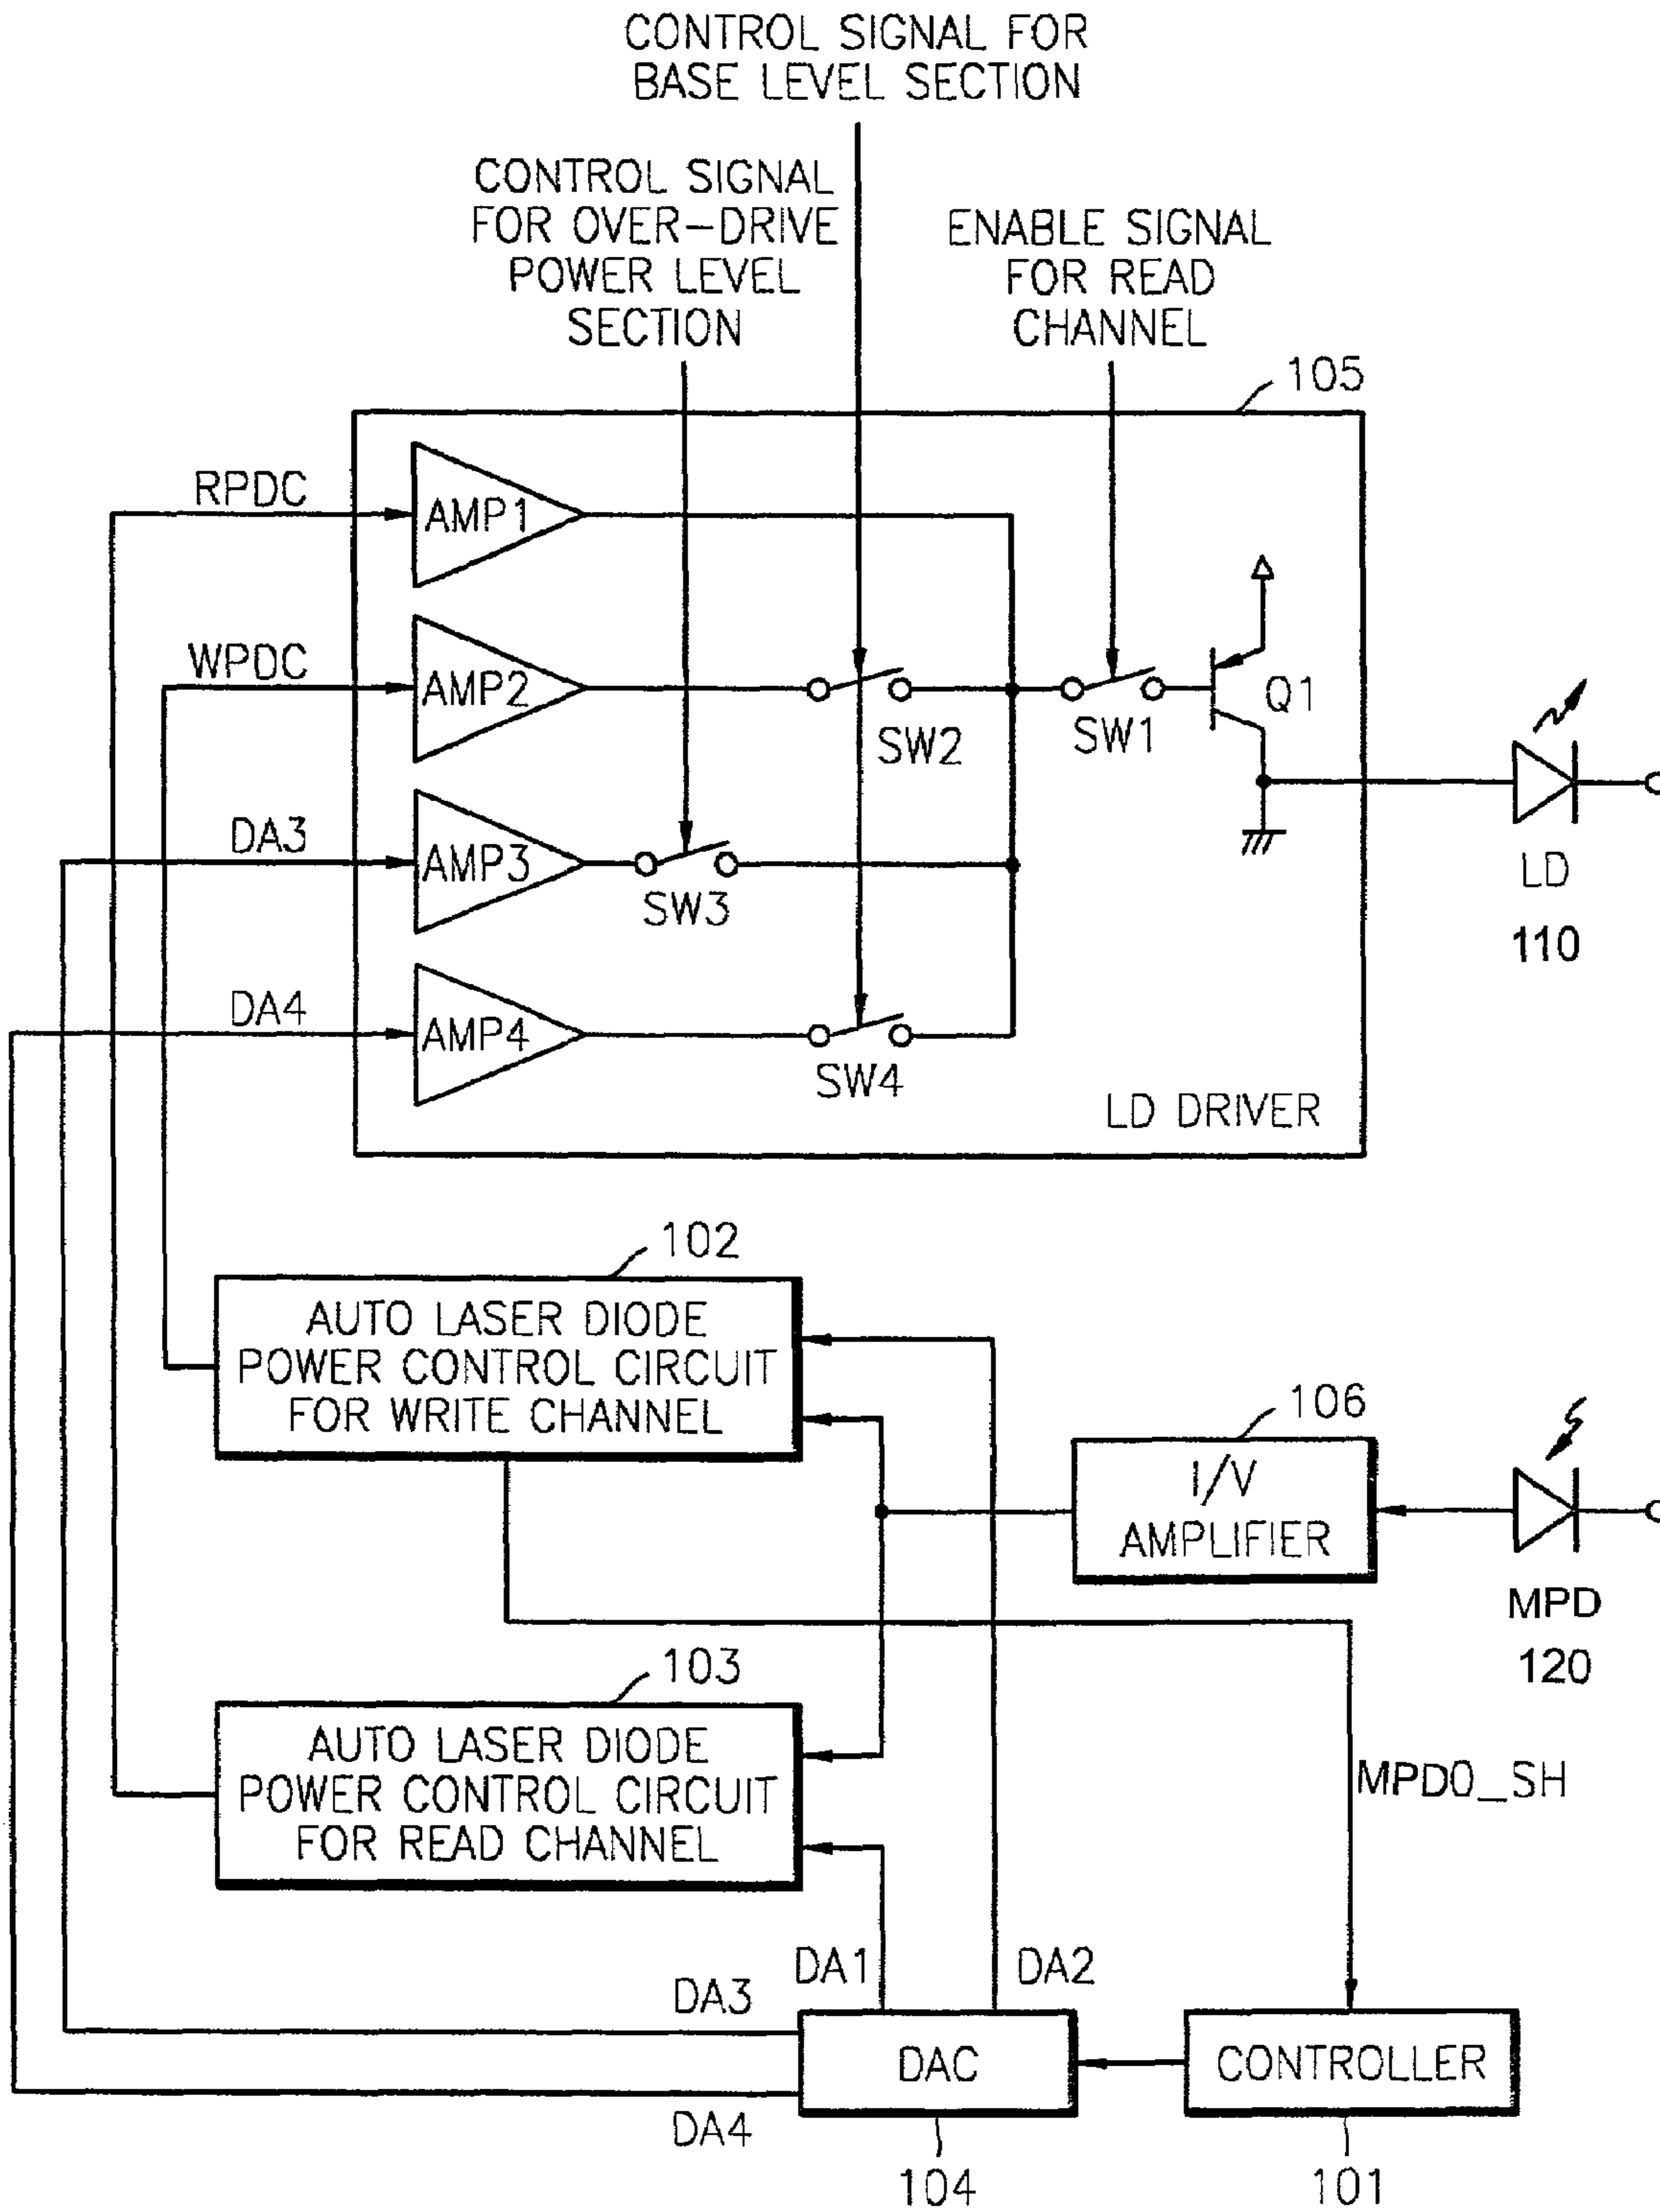 CONTROL SIGNAL FOR
BASE LEVEL SECTION
CONTROL SIGNAL
FOR OVER-DRIVE
POWER LEVEL
SECTION
ENABLE SIGNAL
FOR READ
CHANNEL
105
RPDC
AMP1
WPDC
AMP2
SW2
SW1
Q1
DA3
AMP3
SW3
LD
110
DA4
AMP4
SW4
LD DRIVER
102
AUTO LASER DIODE
POWER CONTROL CIRCUIT
FOR WRITE CHANNEL
106
I/V
AMPLIFIER
MPD
120
103
AUTO LASER DIODE
POWER CONTROL CIRCUIT
FOR READ CHANNEL
MPD0_SH
DA1
DA2
DA3
DAC
CONTROLLER
DA4
104
101